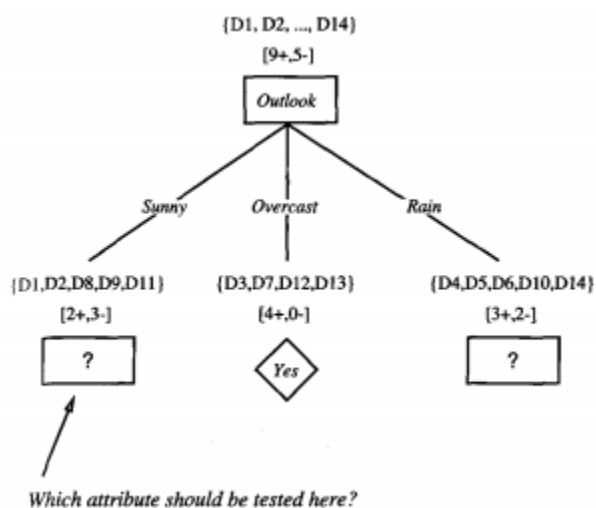 {D1, D2, ..., D14}
[9+,5-]
Outlook
Sunny Overcast Rain
{D1,D2,D8,D9,D11} {D3,D7,D12,D13} {D4,D5,D6,D10,D14}
[2+,3-] [4+,0-] [3+,2-]
? Yes ?
Which attribute should be tested here?